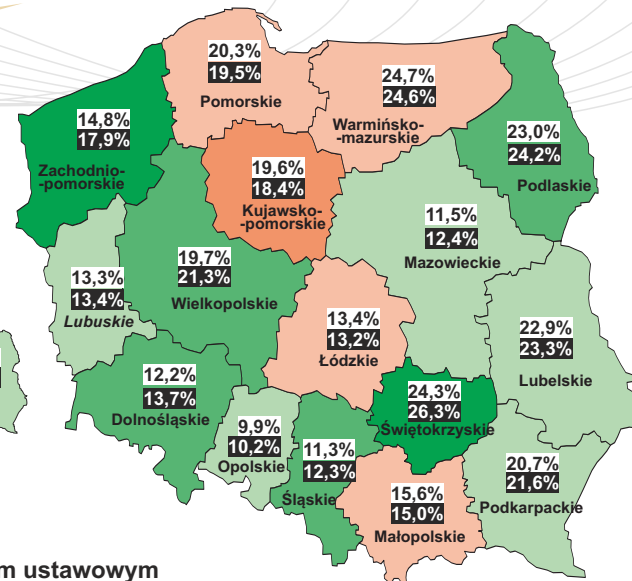 20,3%
19,5%
Pomorskie
24,7%
24,6%
Warmińsko-
-mazurskie
14,8%
17,9%
Zachodnio-
-pomorskie
23,0%
24,2%
Podlaskie
19,6%
18,4%
Kujawsko-
-pomorskie
11,5%
12,4%
Mazowieckie
19,7%
21,3%
Wielkopolskie
13,3%
13,4%
Lubuskie
13,4%
13,2%
Łódzkie
22,9%
23,3%
Lubelskie
12,2%
13,7%
Dolnośląskie
24,3%
26,3%
Świętokrzyskie
9,9%
10,2%
Opolskie
11,3%
12,3%
Śląskie
20,7%
21,6%
Podkarpackie
15,6%
15,0%
Małopolskie
m ustawowym